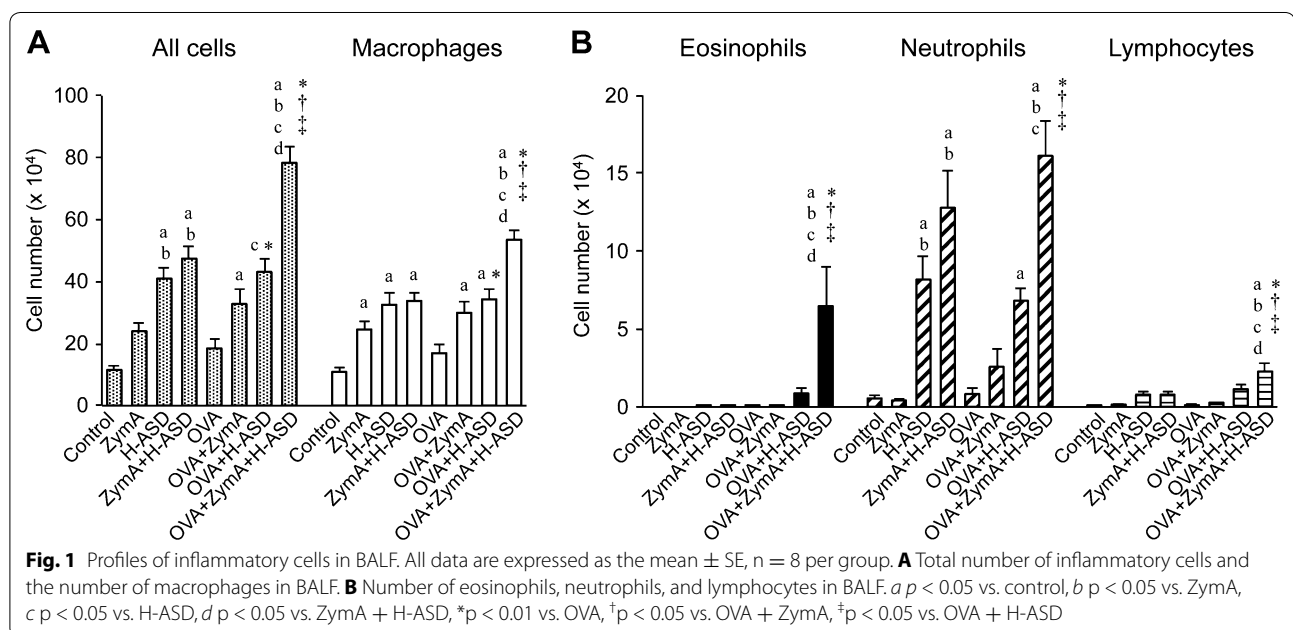 A
All cells
Macrophages
100
80
60
40
20
0
Cell number (x 10⁴)
a
b
a
b
a
c *
a
b
c
d
*
†
‡
a
a
a
a
a *
a
b
c
d
*
†
‡
Control
ZymA
H-ASD
ZymA+H-ASD
OVA
OVA+ZymA
OVA+H-ASD
OVA+ZymA+H-ASD
Control
ZymA
H-ASD
ZymA+H-ASD
OVA
OVA+ZymA
OVA+H-ASD
OVA+ZymA+H-ASD
B
Eosinophils
Neutrophils
Lymphocytes
20
15
10
5
0
Cell number (x 10⁴)
a
b
c
d
*
†
‡
a
b
a
b
a
a
b
c
*
†
‡
a
b
c
d
*
†
‡
Control
ZymA
H-ASD
ZymA+H-ASD
OVA
OVA+ZymA
OVA+H-ASD
OVA+ZymA+H-ASD
Control
ZymA
H-ASD
ZymA+H-ASD
OVA
OVA+ZymA
OVA+H-ASD
OVA+ZymA+H-ASD
Control
ZymA
H-ASD
ZymA+H-ASD
OVA
OVA+ZymA
OVA+H-ASD
OVA+ZymA+H-ASD
Fig. 1 Profiles of inflammatory cells in BALF. All data are expressed as the mean ± SE, n = 8 per group. A Total number of inflammatory cells and
the number of macrophages in BALF. B Number of eosinophils, neutrophils, and lymphocytes in BALF. a p < 0.05 vs. control, b p < 0.05 vs. ZymA,
c p < 0.05 vs. H-ASD, d p < 0.05 vs. ZymA + H-ASD, *p < 0.01 vs. OVA, †p < 0.05 vs. OVA + ZymA, ‡p < 0.05 vs. OVA + H-ASD